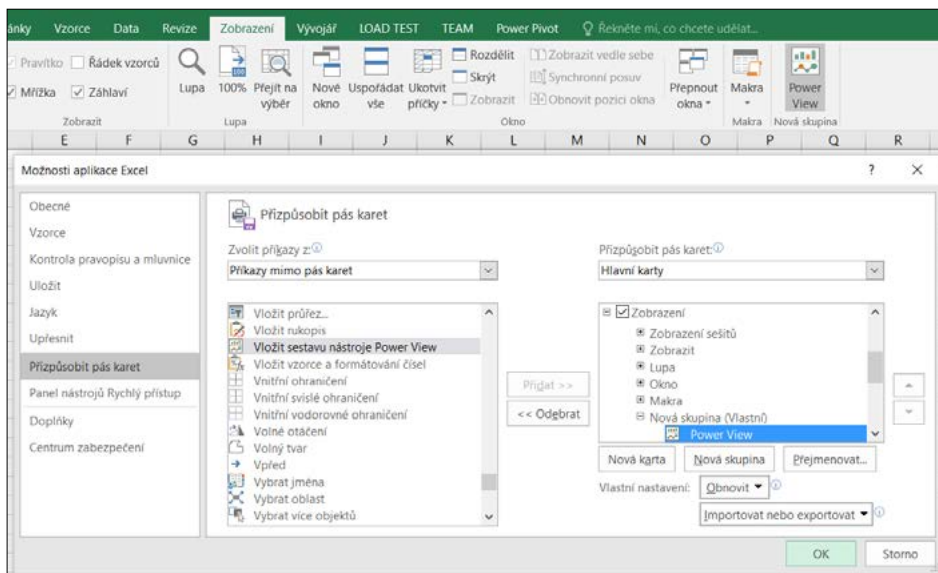 ánky Vzorce Data Revize Zobrazení Vývojář LOAD TEST TEAM Power Pivot Řekněte mi, co chcete udělat...
Pravítko Řádek vzorců
Mřížka Záhlaví
Zobrazit
Lupa 100% Přejít na výběr
Lupa
Nové okno Uspořádat vše Ukotvit příčky
Rozdělit Zobrazit vedle sebe
Skrýt Synchronní posuv
Zobrazit Obnovit pozici okna
Přepnout okna
Okno
Makra
Makra
Power View
Nová skupina
E F G H I J K L M N O P Q R
Možnosti aplikace Excel ?
Obecné
Vzorce
Kontrola pravopisu a mluvnice
Uložit
Jazyk
Upřesnit
Přizpůsobit pás karet
Panel nástrojů Rychlý přístup
Doplňky
Centrum zabezpečení
Přizpůsobit pás karet
Zvolit příkazy z:
Příkazy mimo pás karet
Vložit průřez...
Vložit rukopis
Vložit sestavu nástroje Power View
Vložit vzorce a formátování čísel
Vnitřní ohraničení
Vnitřní svislé ohraničení
Vnitřní vodorovné ohraničení
Volné otáčení
Volný tvar
Vpřed
Vybrat jména
Vybrat oblast
Vybrat více objektů
Přidat >>
<< Odebrat
Přizpůsobit pás karet:
Hlavní karty
Zobrazení
Zobrazení sešitů
Zobrazit
Lupa
Okno
Makra
Nová skupina (Vlastní)
Power View
Nová karta Nová skupina Přejmenovat...
Vlastní nastavení: Obnovit
Importovat nebo exportovat
OK Storno